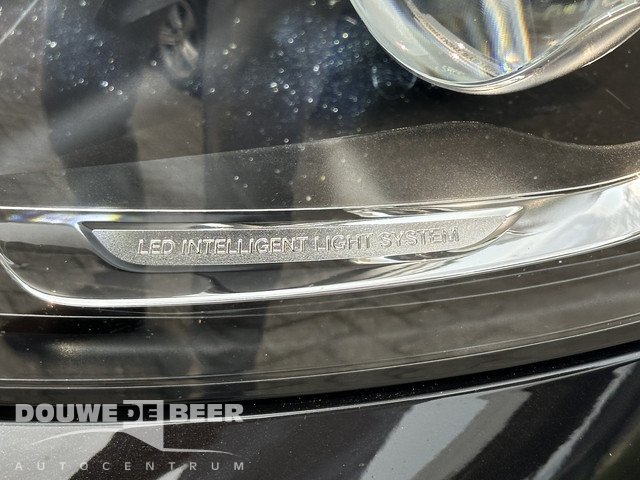 LED INTELLIGENT LIGHT SYSTEM
DOUWE DE BEER
AUTOCENTRUM